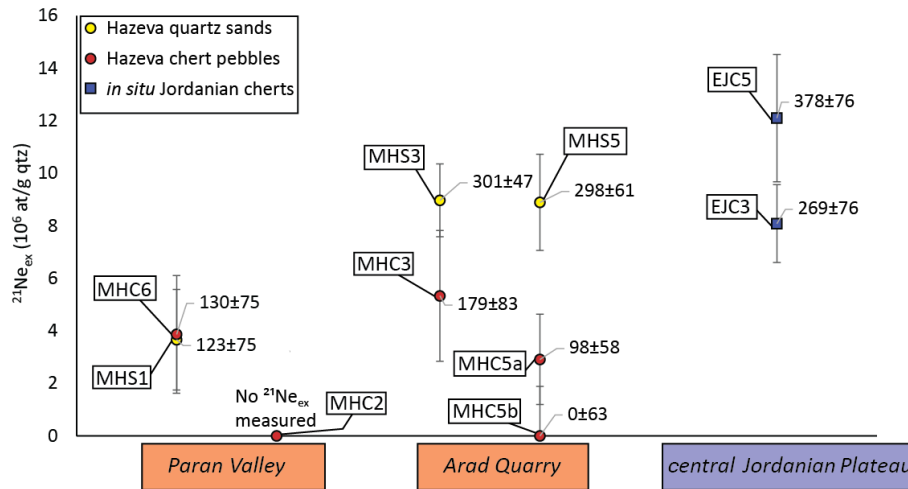 16
14
12
10
8
6
4
2
0
²¹Neₑₓ (10⁶ at/g qtz)
Hazeva quartz sands
Hazeva chert pebbles
in situ Jordanian cherts
MHC6
130±75
MHS1
123±75
No ²¹Neₑₓ
measured
MHC2
MHS3
301±47
MHC3
179±83
MHS5
298±61
MHC5a
98±58
MHC5b
0±63
EJC5
378±76
EJC3
269±76
Paran Valley
Arad Quarry
central Jordanian Plateau